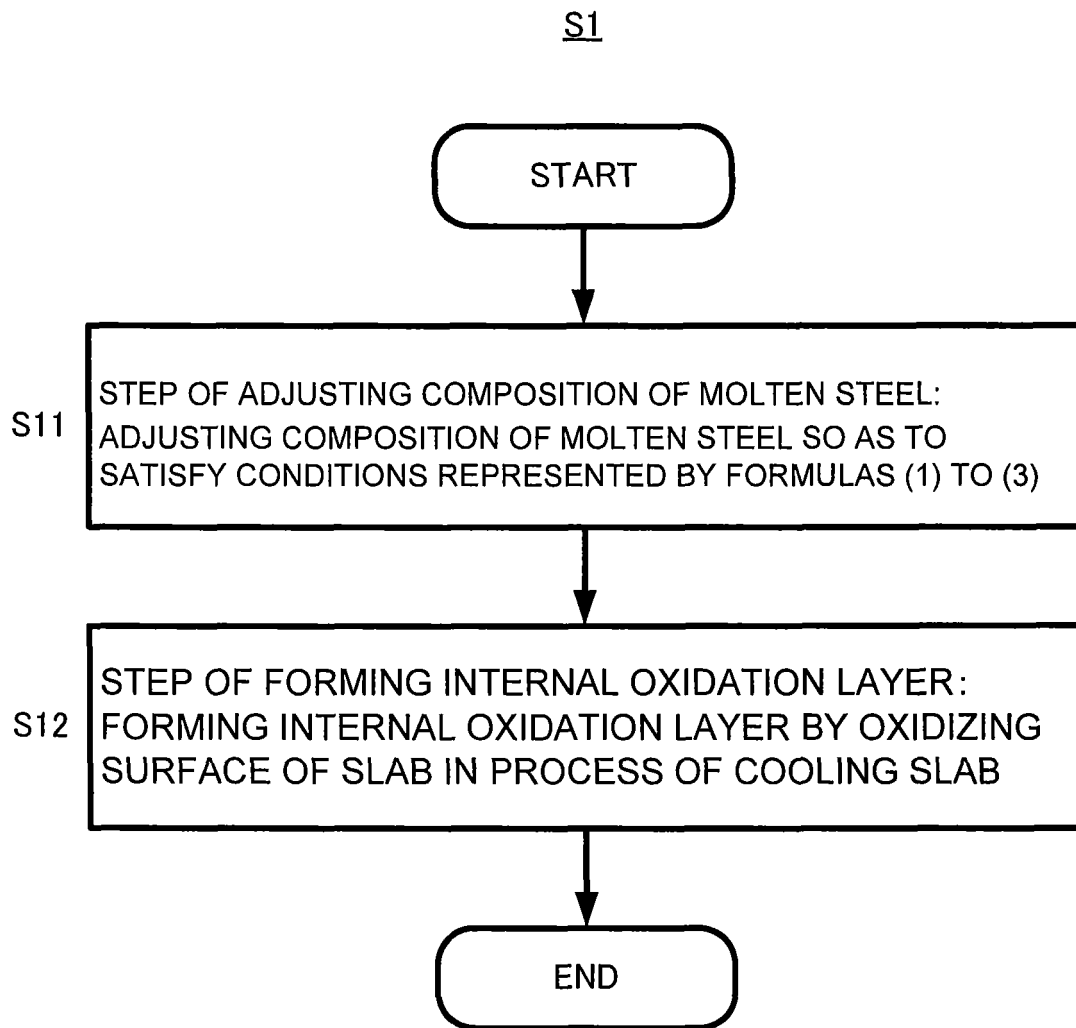 S1
START
S11
STEP OF ADJUSTING COMPOSITION OF MOLTEN STEEL:
ADJUSTING COMPOSITION OF MOLTEN STEEL SO AS TO
SATISFY CONDITIONS REPRESENTED BY FORMULAS (1) TO (3)
S12
STEP OF FORMING INTERNAL OXIDATION LAYER:
FORMING INTERNAL OXIDATION LAYER BY OXIDIZING
SURFACE OF SLAB IN PROCESS OF COOLING SLAB
END